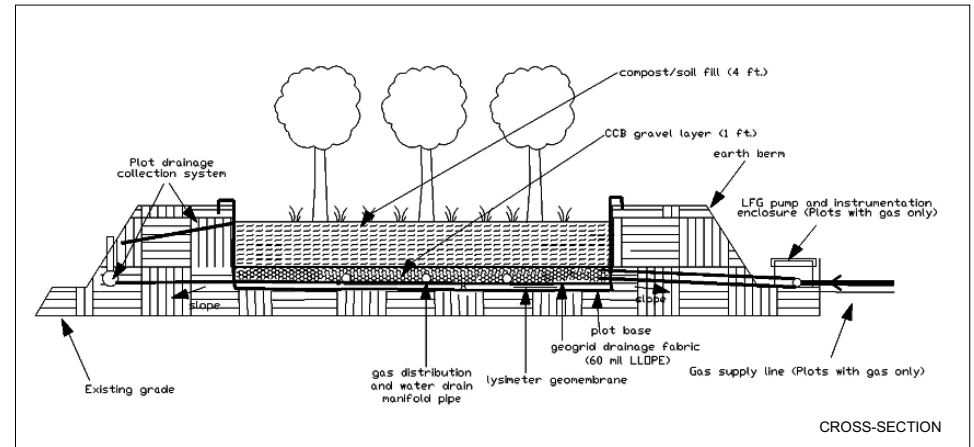 compost/soil fill (4 ft.)
CCB gravel layer (1 ft.)
earth berm
Plot drainage
collection system
LFG pump and instrumentation
enclosure (Plots with gas only)
slope
slope
plot base
geogrid drainage fabric
(60 mil LLDPE)
gas distribution
and water drain
manifold pipe
lysimeter geomembrane
Gas supply line (Plots with gas only)
Existing grade
CROSS-SECTION